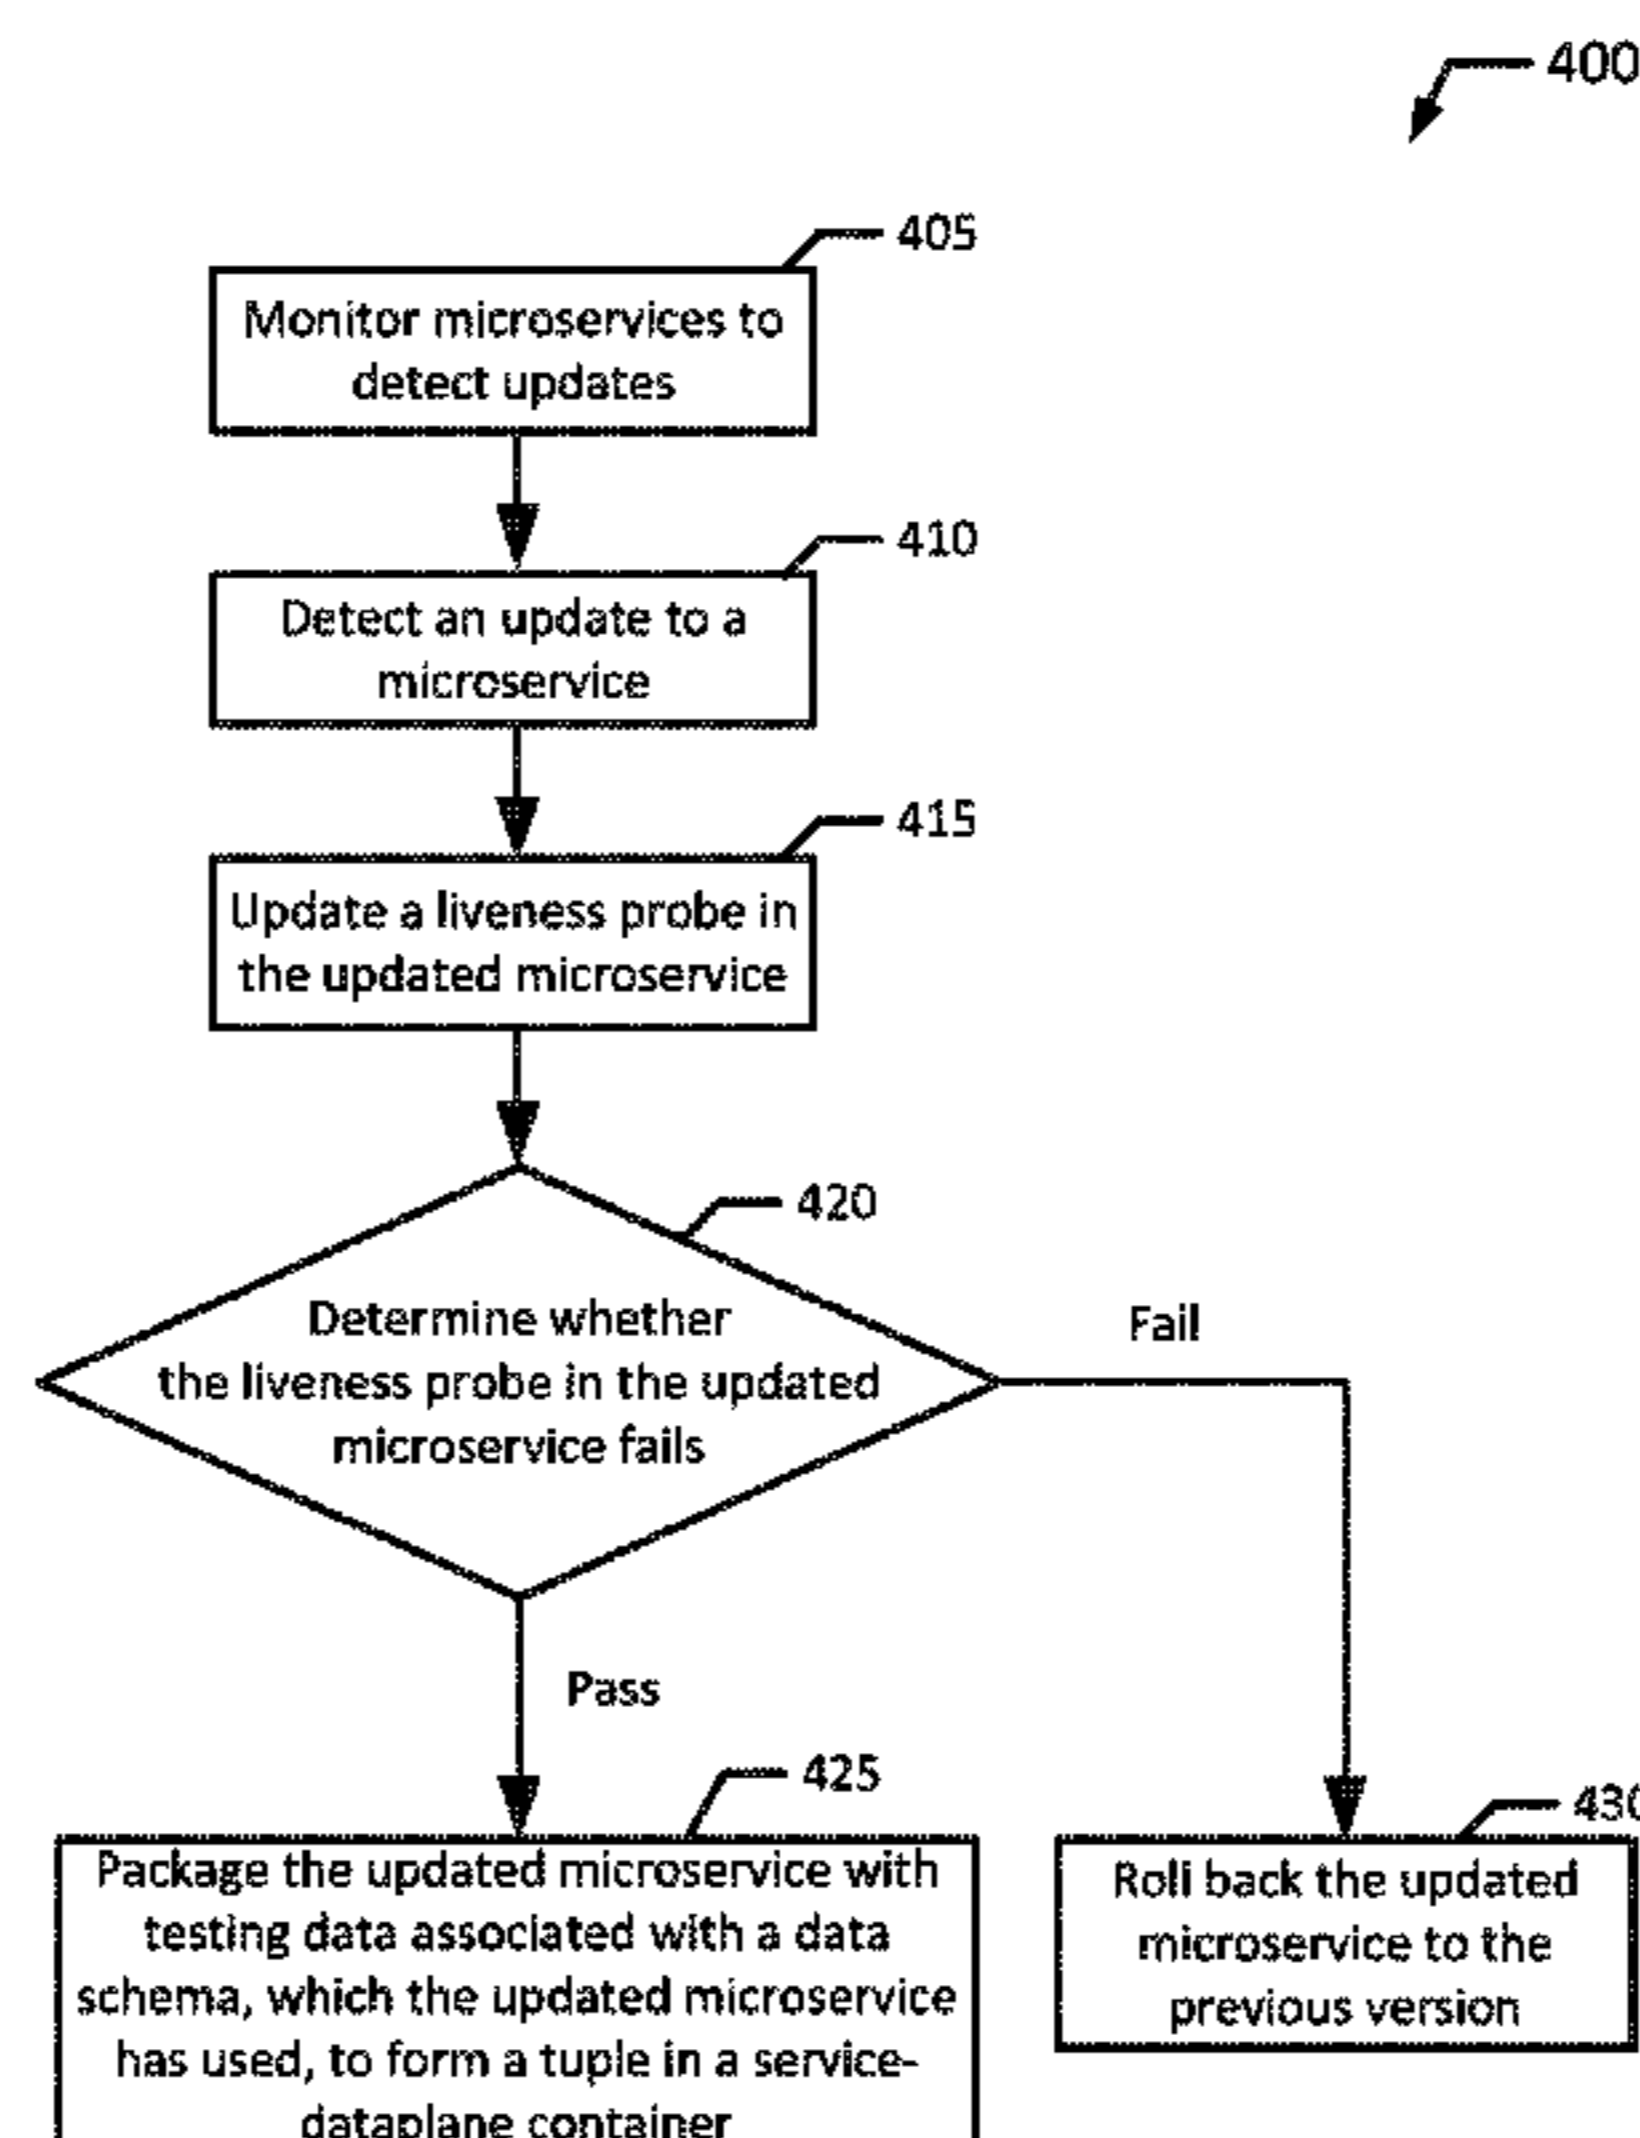 400
405
Monitor microservices to
detect updates
410
Detect an update to a
microservice
415
Update a liveness probe in
the updated microservice
420
Determine whether
the liveness probe in the updated
microservice fails
Fail
Pass
425
Package the updated microservice with
testing data associated with a data
schema, which the updated microservice
has used, to form a tuple in a service-
dataplane container
430
Roll back the updated
microservice to the
previous version